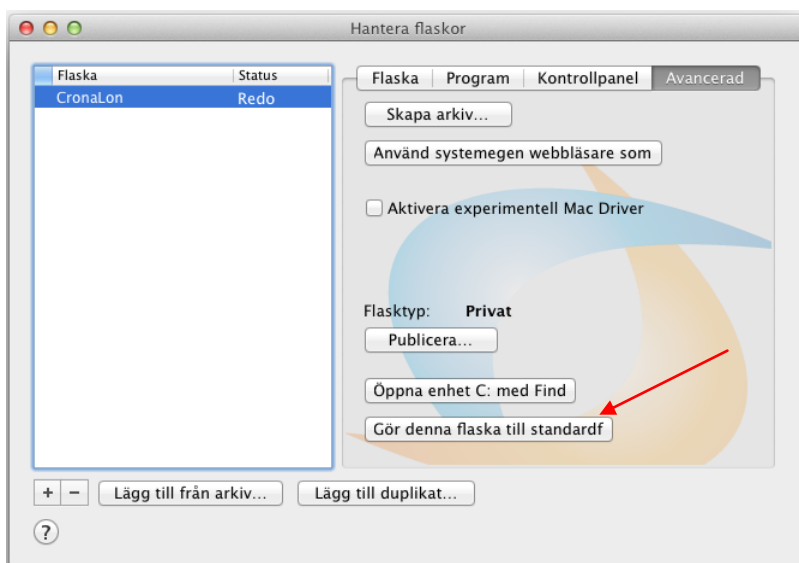 Hantera flaskor
Flaska Status
CronaLon Redo
Flaska Program Kontrollpanel Avancerad
Skapa arkiv...
Använd systemegen webbläsare som
Aktivera experimentell Mac Driver
Flasktyp: Privat
Publicera...
Öppna enhet C: med Find
Gör denna flaska till standardf
+ − Lägg till från arkiv... Lägg till duplikat...
?